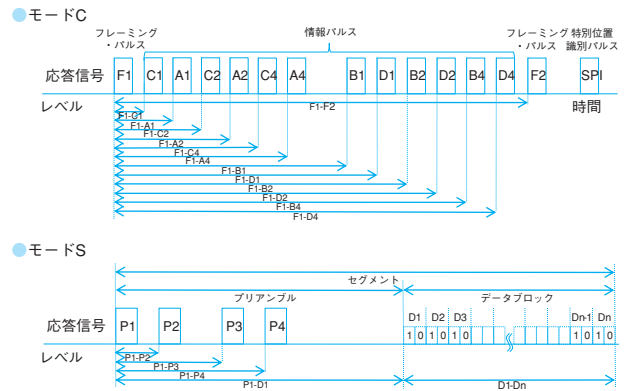 ●モードC
フレーミング
・パルス
情報パルス
フレーミング
・パルス
特別位置
識別パルス
応答信号
F1 C1 A1 C2 A2 C4 A4 B1 D1 B2 D2 B4 D4 F2 SPI
レベル
時間
F1-F2
F1-C1
F1-A1
F1-C2
F1-A2
F1-C4
F1-A4
F1-B1
F1-D1
F1-B2
F1-D2
F1-B4
F1-D4
●モードS
セグメント
プリアンブル
データブロック
応答信号
P1 P2 P3 P4
D1 D2 D3 Dn-1 Dn
1 0 1 0 1 0 1 0 1 0
レベル
P1-P2
P1-P3
P1-P4
P1-D1
D1-Dn